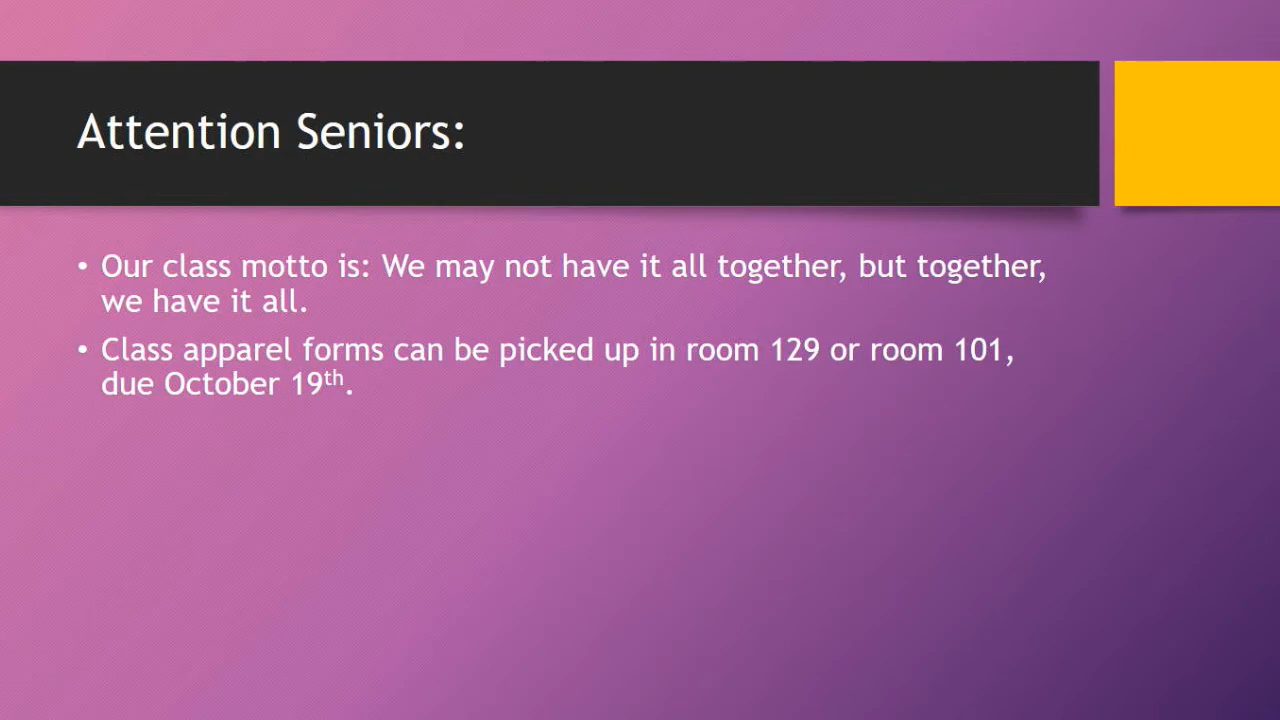 Attention Seniors:
• Our class motto is: We may not have it all together, but together,
we have it all.
• Class apparel forms can be picked up in room 129 or room 101,
due October 19th.